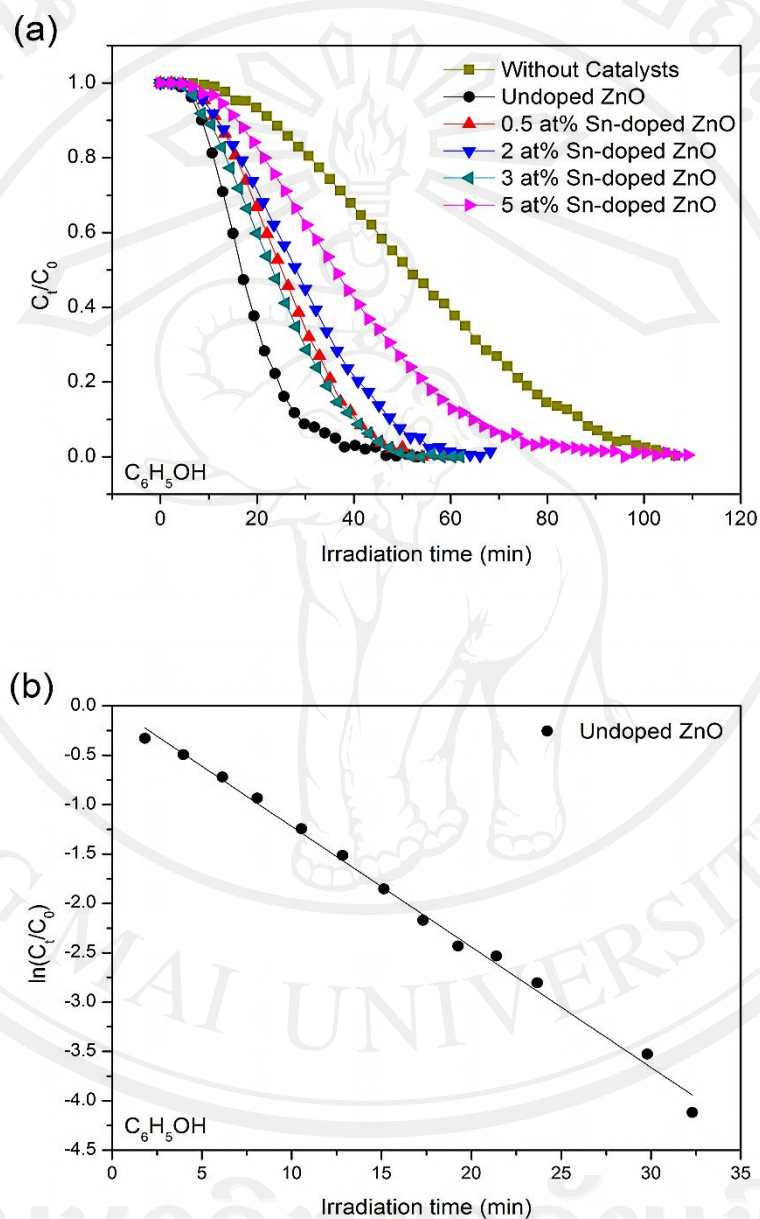 (a)
Without Catalysts
Undoped ZnO
0.5 at% Sn-doped ZnO
2 at% Sn-doped ZnO
3 at% Sn-doped ZnO
5 at% Sn-doped ZnO
1.0
0.8
0.6
0.4
0.2
0.0
Cₜ/C₀
C₆H₅OH
0 20 40 60 80 100 120
Irradiation time (min)
(b)
Undoped ZnO
0.0
-0.5
-1.0
-1.5
-2.0
-2.5
-3.0
-3.5
-4.0
-4.5
ln(Cₜ/C₀)
C₆H₅OH
0 5 10 15 20 25 30 35
Irradiation time (min)
MAI UNIVERSIT